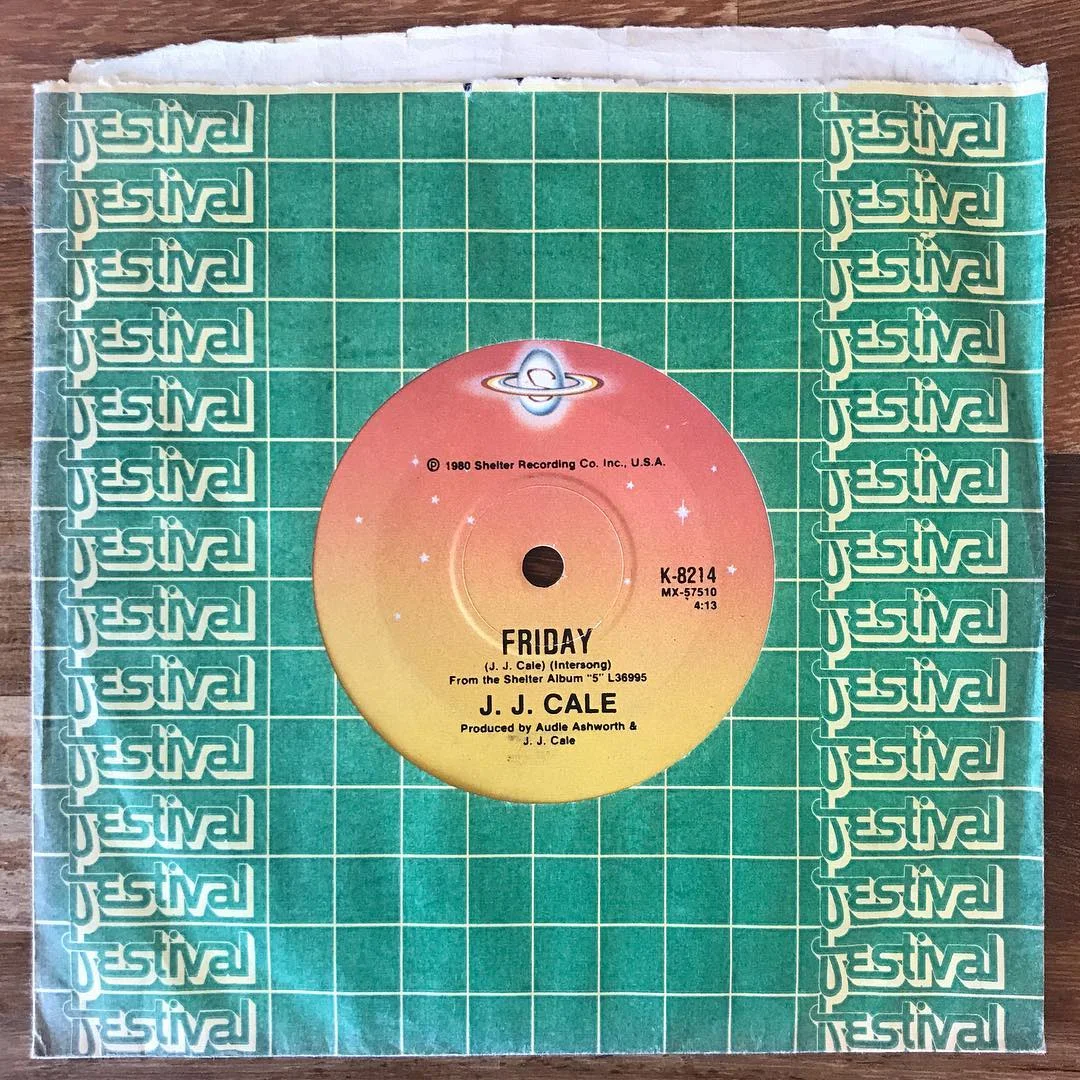 Festival Festival
Festival Festival
Festival Festival
Festival Festival
Festival Festival
Festival Festival
Festival Festival
Festival Festival
Festival Festival
Festival Festival
Festival Festival
Festival Festival
Festival Festival
Festival Festival
S
℗ 1980 Shelter Recording Co. Inc., U.S.A.
K-8214
MX-57510
4:13
FRIDAY
(J. J. Cale) (Intersong)
From the Shelter Album "5" L36995
J. J. CALE
Produced by Audie Ashworth &
J. J. Cale